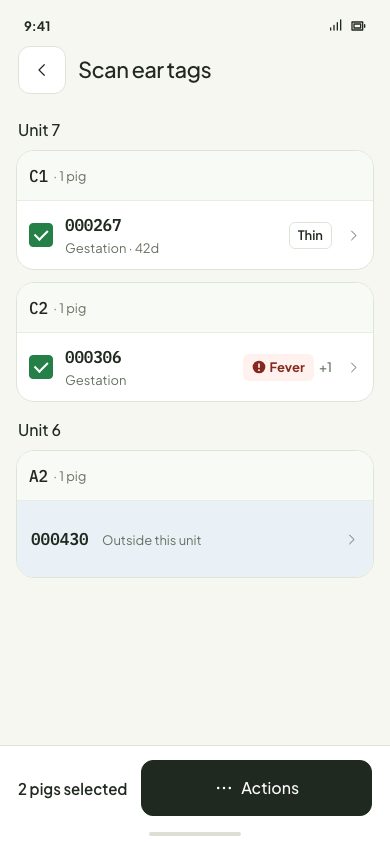 9:41
Scan ear tags
Unit 7
C1 · 1 pig
000267
Gestation · 42d
Thin
C2 · 1 pig
000306
Gestation
Fever +1
Unit 6
A2 · 1 pig
000430 Outside this unit
2 pigs selected
··· Actions